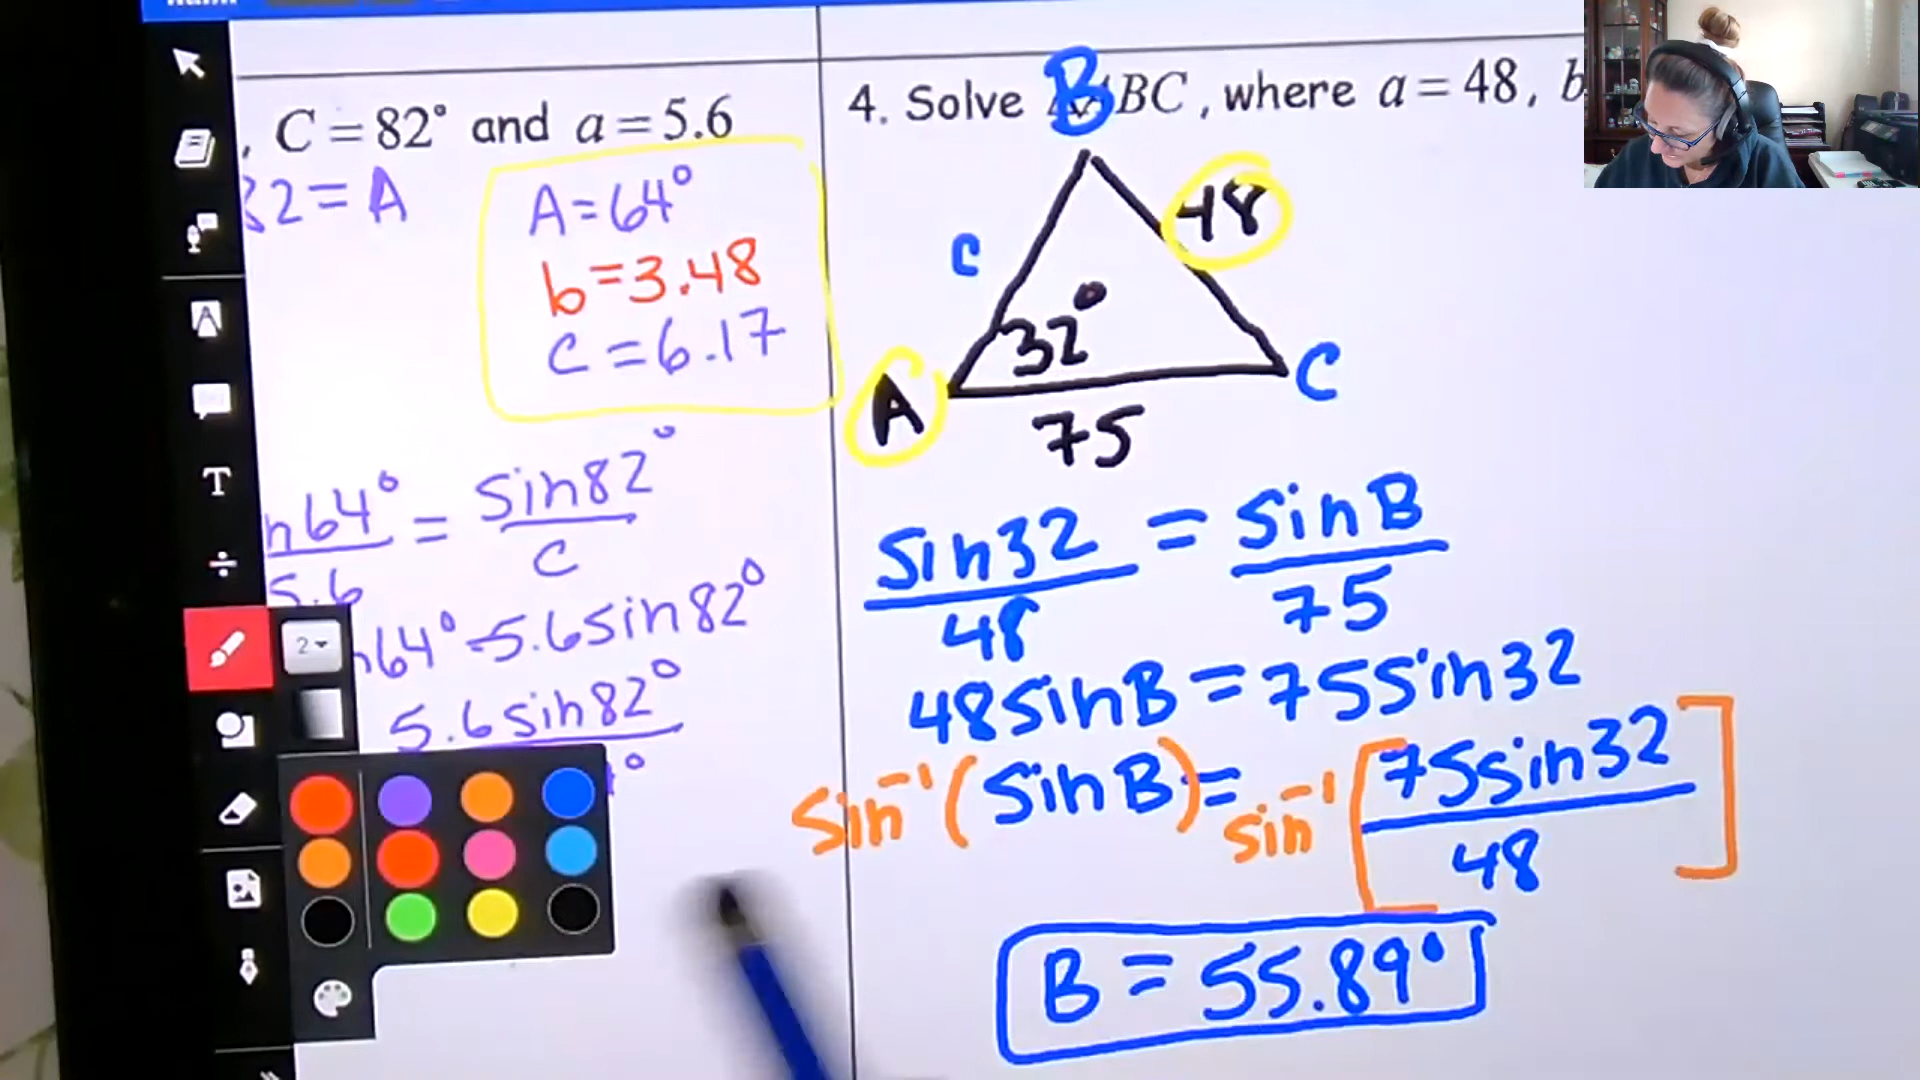 , C = 82° and a = 5.6
32 = A
A = 64°
b = 3.48
c = 6.17
n64° = sin82°
5.6 c
64° = 5.6sin82°
5.6sin82°
°
T
2
4. Solve BC, where a = 48, b
B
c
48
32°
A
C
75
sin32 = sinB
48 75
48sinB = 75sin32
sin⁻¹(sinB) = sin⁻¹[75sin32
48]
B = 55.89°